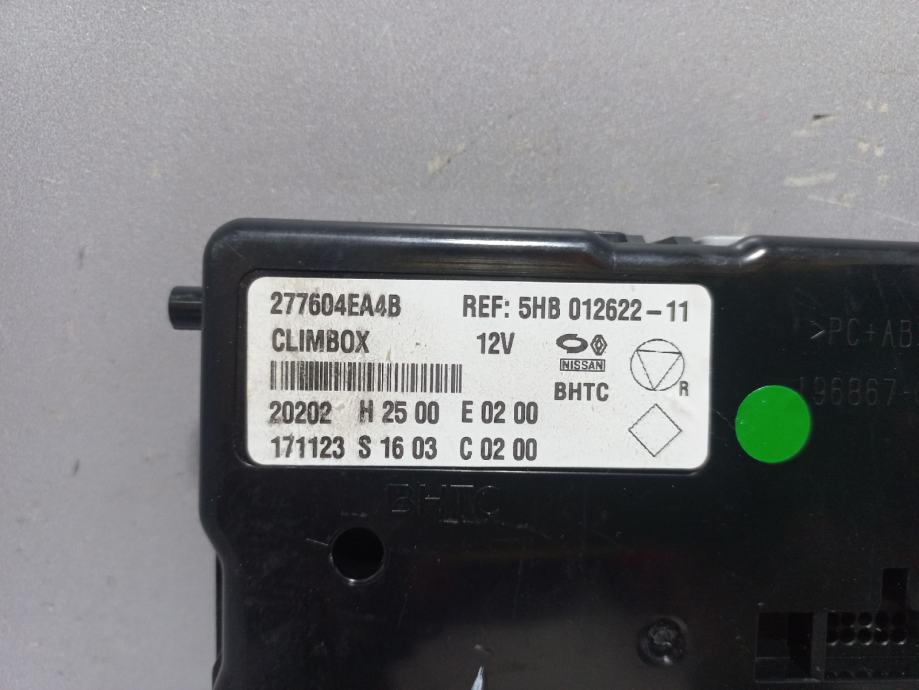 277604EA4B REF: 5HB 012622-11
CLIMBOX 12V
NISSAN
BHTC
R
20202 H 25 00 E 02 00
171123 S 16 03 C 02 00
BHTC
>PC+AB
196867-